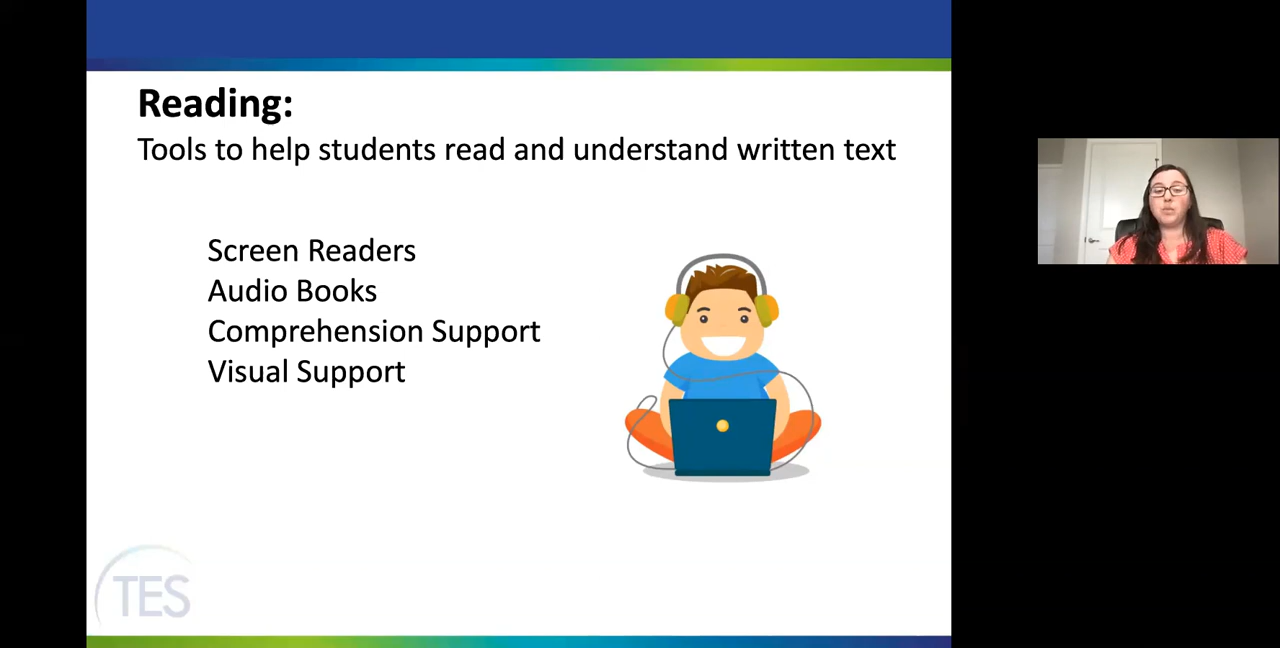 Reading:
Tools to help students read and understand written text
Screen Readers
Audio Books
Comprehension Support
Visual Support
TES